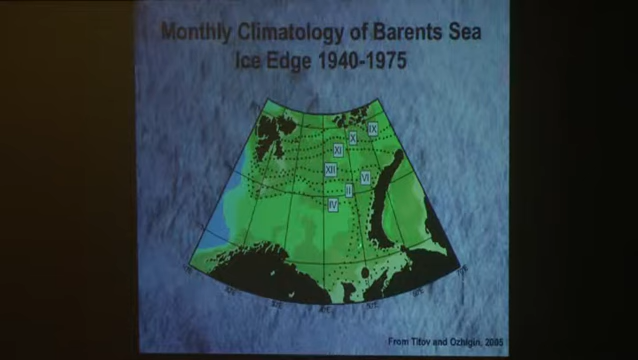 Monthly Climatology of Barents Sea
Ice Edge 1940-1975
IX
X
XI
XII
VI
II
IV
From Titov and Ozhigin, 2005